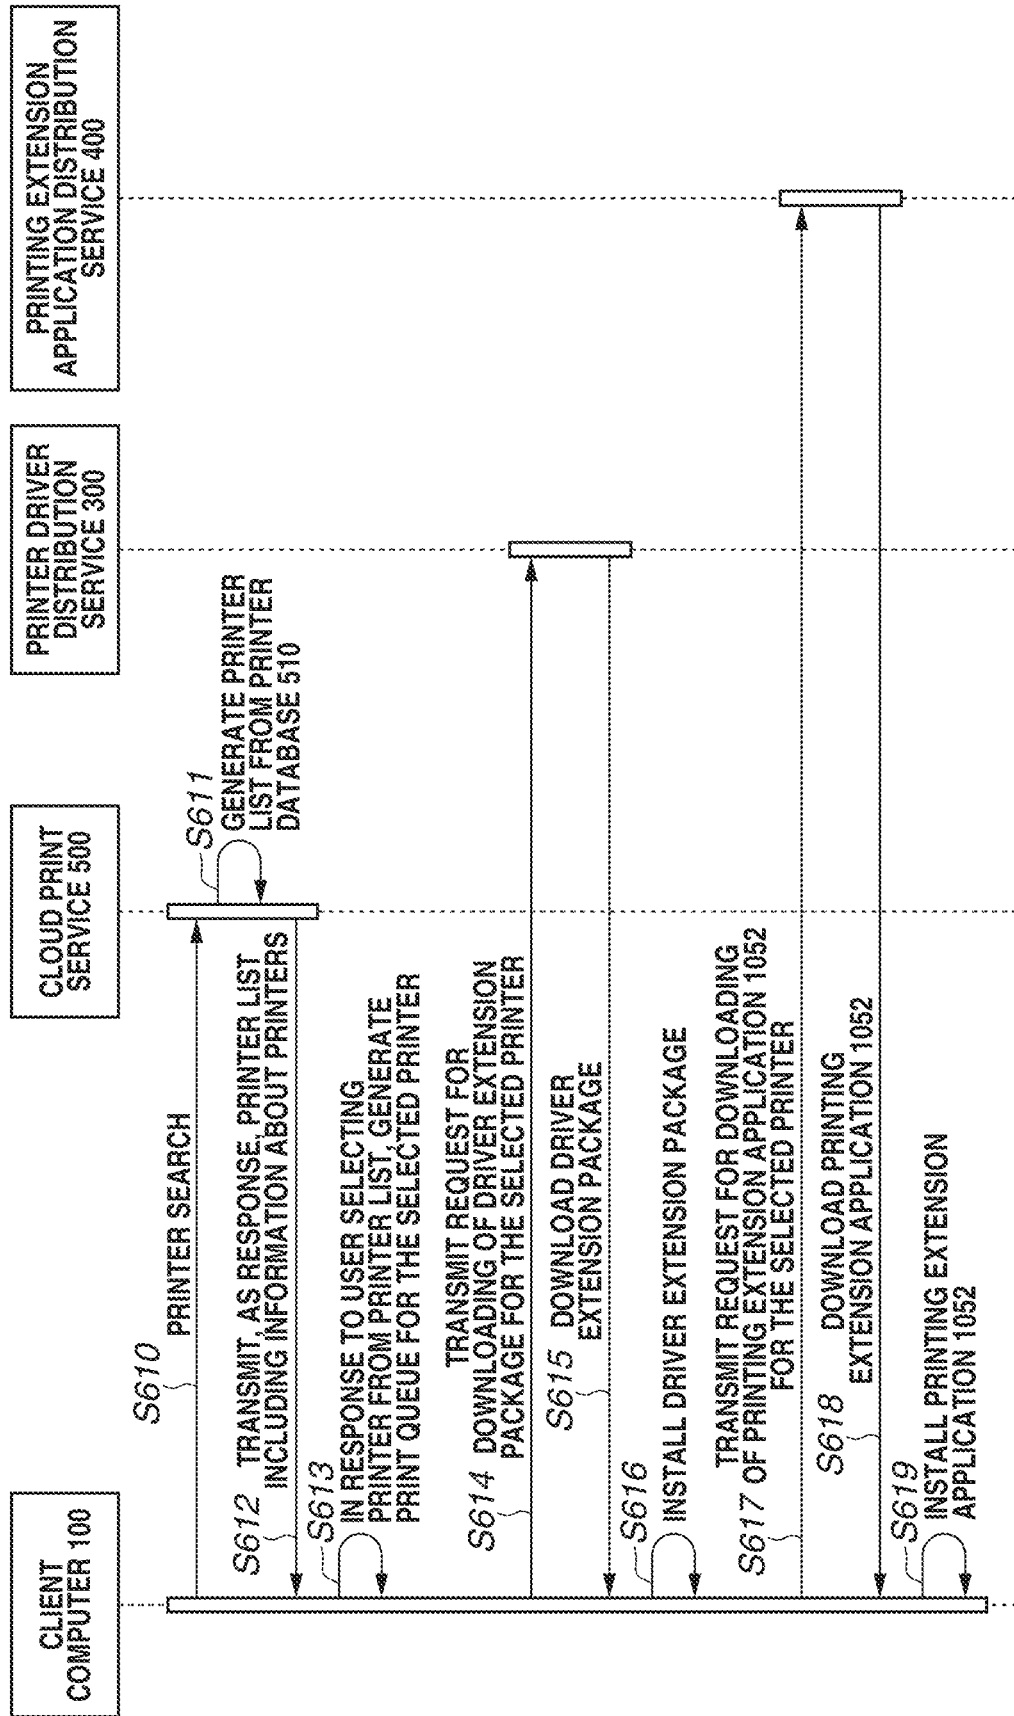 CLIENT
COMPUTER 100
CLOUD PRINT
SERVICE 500
PRINTER DRIVER
DISTRIBUTION
SERVICE 300
PRINTING EXTENSION
APPLICATION DISTRIBUTION
SERVICE 400
S610
PRINTER SEARCH
S611
GENERATE PRINTER
LIST FROM PRINTER
DATABASE 510
S612
TRANSMIT, AS RESPONSE, PRINTER LIST
INCLUDING INFORMATION ABOUT PRINTERS
S613
IN RESPONSE TO USER SELECTING
PRINTER FROM PRINTER LIST, GENERATE
PRINT QUEUE FOR THE SELECTED PRINTER
S614
TRANSMIT REQUEST FOR
DOWNLOADING OF DRIVER EXTENSION
PACKAGE FOR THE SELECTED PRINTER
S615
DOWNLOAD DRIVER
EXTENSION PACKAGE
S616
INSTALL DRIVER EXTENSION PACKAGE
S617
TRANSMIT REQUEST FOR DOWNLOADING
OF PRINTING EXTENSION APPLICATION 1052
FOR THE SELECTED PRINTER
S618
DOWNLOAD PRINTING
EXTENSION APPLICATION 1052
S619
INSTALL PRINTING EXTENSION
APPLICATION 1052